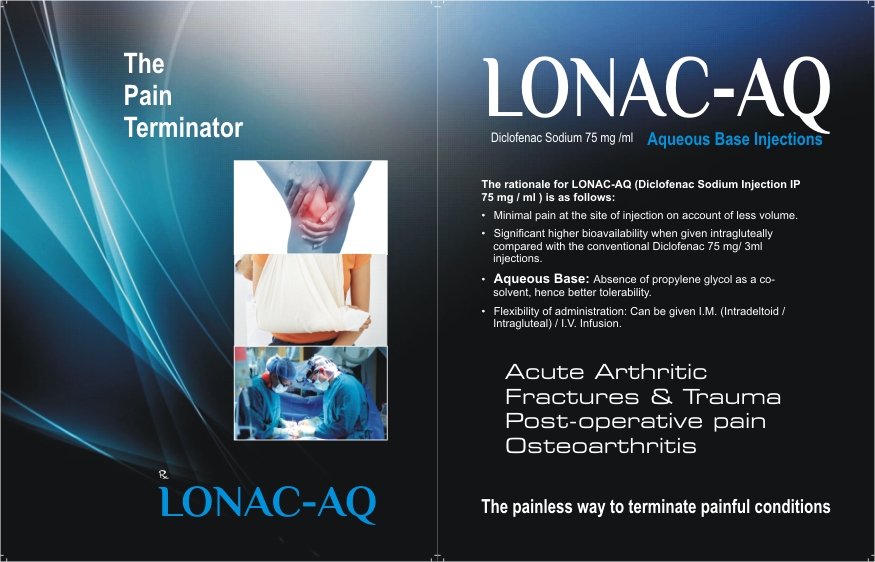 The
Pain
Terminator
℞
LONAC-AQ
LONAC-AQ
Diclofenac Sodium 75 mg /ml Aqueous Base Injections
The rationale for LONAC-AQ (Diclofenac Sodium Injection IP
75 mg / ml ) is as follows:
• Minimal pain at the site of injection on account of less volume.
• Significant higher bioavailability when given intragluteally
compared with the conventional Diclofenac 75 mg/ 3ml
injections.
• Aqueous Base: Absence of propylene glycol as a co-
solvent, hence better tolerability.
• Flexibility of administration: Can be given I.M. (Intradeltoid /
Intragluteal) / I.V. Infusion.
Acute Arthritic
Fractures & Trauma
Post-operative pain
Osteoarthritis
The painless way to terminate painful conditions